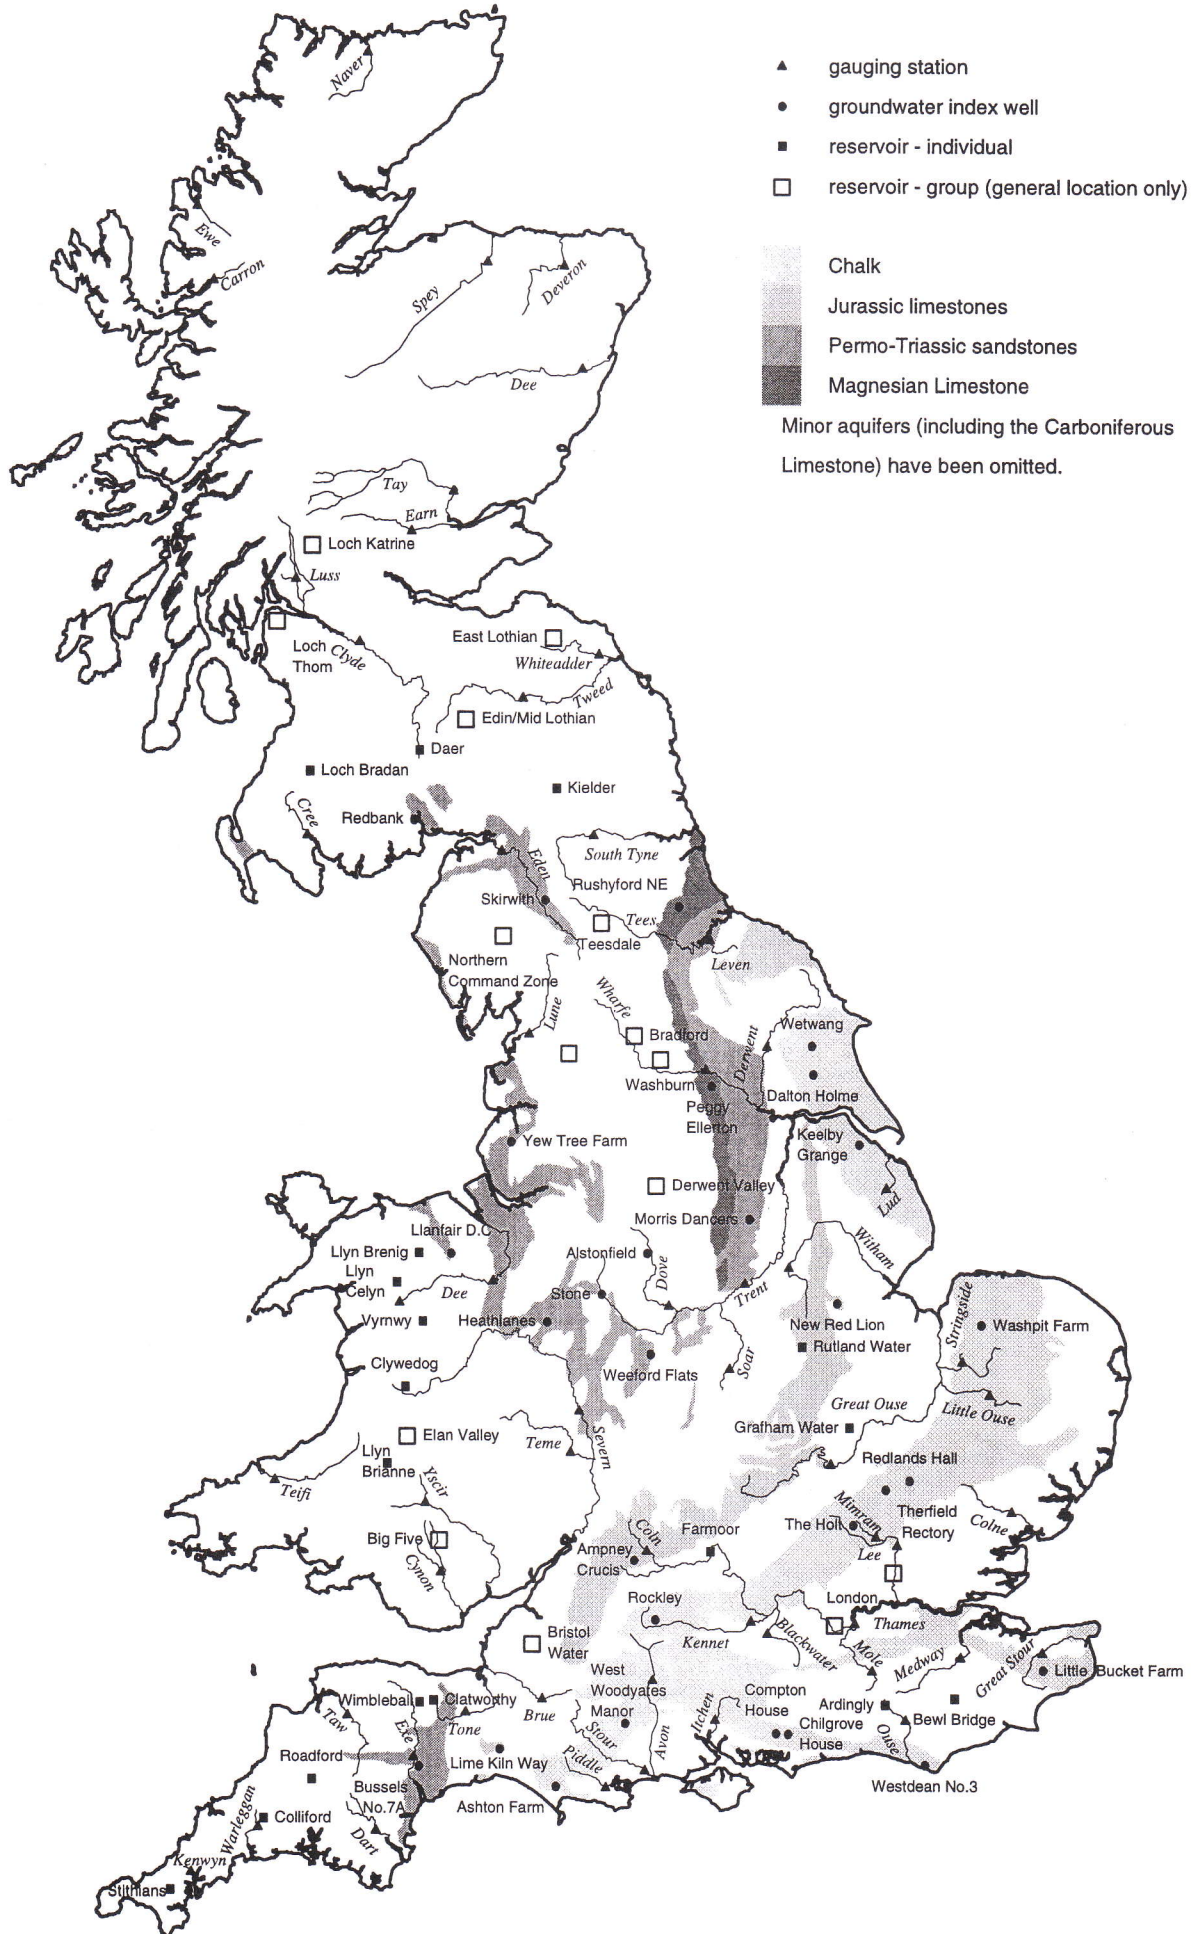 gauging station
groundwater index well
reservoir - individual
reservoir - group (general location only)
Chalk
Jurassic limestones
Permo-Triassic sandstones
Magnesian Limestone
Minor aquifers (including the Carboniferous
Limestone) have been omitted.
Naver
Ewe
Carron
Spey
Deveron
Dee
Tay
Earn
Loch Katrine
Luss
Loch
Thom
Clyde
East Lothian
Whiteadder
Tweed
Edin/Mid Lothian
Daer
Loch Bradan
Kielder
Cree
Redbank
South Tyne
Eden
Rushyford NE
Skirwith
Tees
Teesdale
Leven
Northern
Command Zone
Lune
Wharfe
Bradford
Washburn
Derwent
Wetwang
Dalton Holme
Peggy
Ellerton
Keelby
Grange
Lud
Yew Tree Farm
Derwent Valley
Morris Dancers
Witham
Llanfair D.C
Llyn Brenig
Llyn
Celyn
Dee
Alstonfield
Dove
Stone
Trent
Vyrnwy
Heathlanes
New Red Lion
Rutland Water
Stringside
Washpit Farm
Clywedog
Weeford Flats
Soar
Great Ouse
Little Ouse
Grafham Water
Elan Valley
Teme
Severn
Llyn
Brianne
Yscir
Teifi
Redlands Hall
Therfield
Rectory
Mimram
The Holt
Lee
Colne
Big Five
Cynon
Coln
Farmoor
Ampney
Crucis
London
Rockley
Kennet
Blackwater
Thames
Mole
Medway
Great Stour
Little Bucket Farm
Bristol
Water
West
Woodyates
Manor
Compton
House
Chilgrove
House
Ardingly
Bewl Bridge
Ouse
Itchen
Avon
Wimbleball
Clatworthy
Taw
Exe
Tone
Brue
Stour
Piddle
Roadford
Lime Kiln Way
Bussels
No.7A
Ashton Farm
Westdean No.3
Warleggan
Colliford
Dart
Kenwyn
Stithians